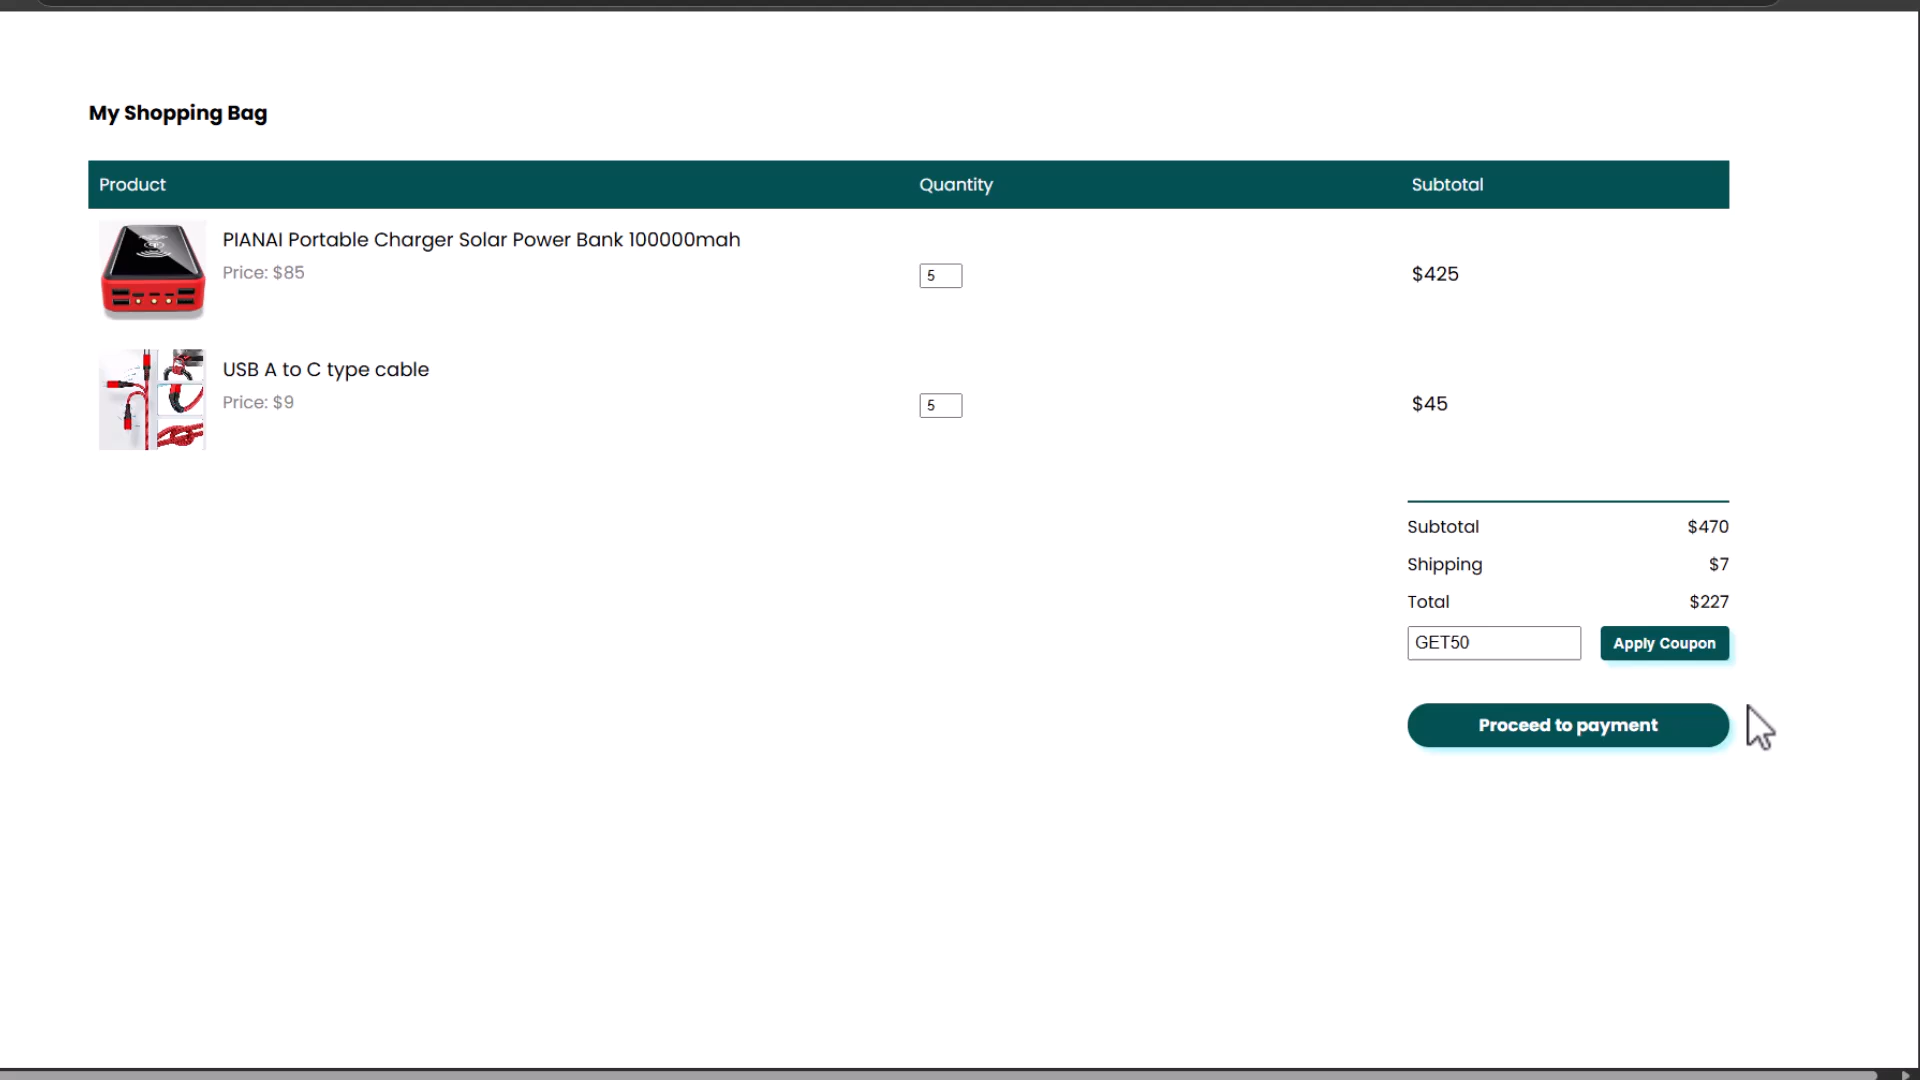 My Shopping Bag
Product Quantity Subtotal
PIANAI Portable Charger Solar Power Bank 100000mah
Price: $85
5
$425
USB A to C type cable
Price: $9
5
$45
Subtotal $470
Shipping $7
Total $227
GET50 Apply Coupon
Proceed to payment